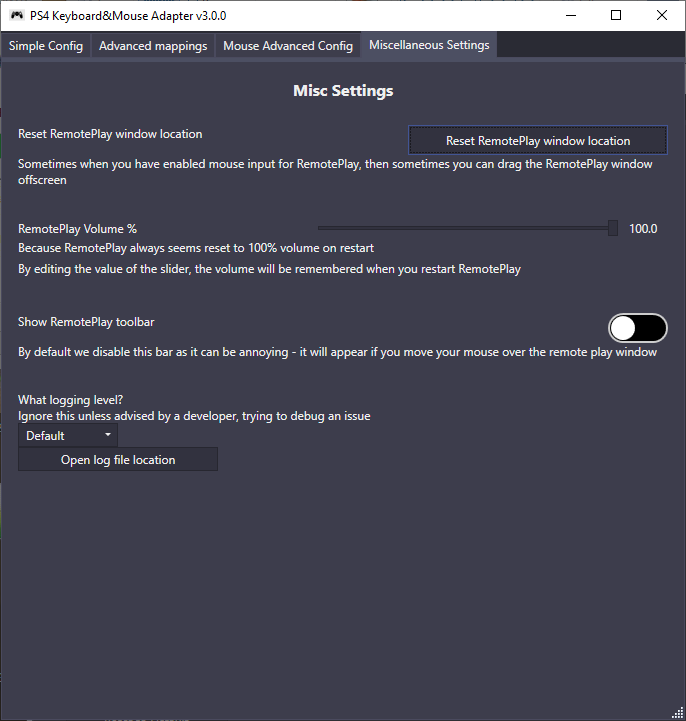 PS4 Keyboard&Mouse Adapter v3.0.0
Simple Config Advanced mappings Mouse Advanced Config Miscellaneous Settings
Misc Settings
Reset RemotePlay window location Reset RemotePlay window location
Sometimes when you have enabled mouse input for RemotePlay, then sometimes you can drag the RemotePlay window
offscreen
RemotePlay Volume % 100.0
Because RemotePlay always seems reset to 100% volume on restart
By editing the value of the slider, the volume will be remembered when you restart RemotePlay
Show RemotePlay toolbar
By default we disable this bar as it can be annoying - it will appear if you move your mouse over the remote play window
What logging level?
Ignore this unless advised by a developer, trying to debug an issue
Default
Open log file location